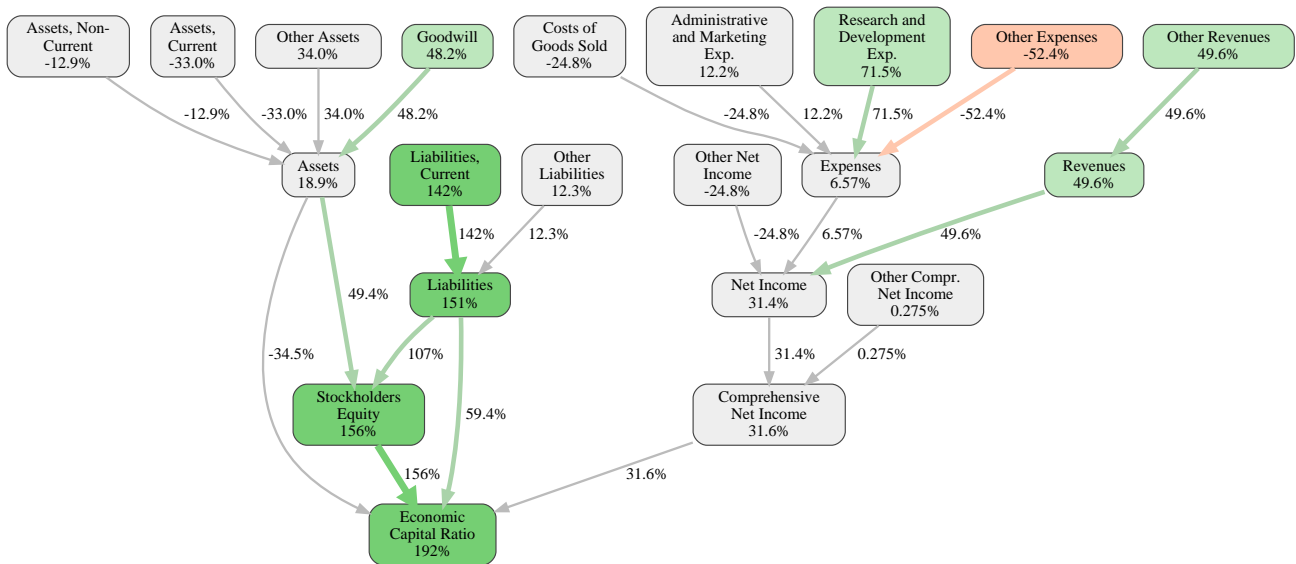 Assets, Non-
Current
-12.9%
Assets,
Current
-33.0%
Other Assets
34.0%
Goodwill
48.2%
Costs of
Goods Sold
-24.8%
Administrative
and Marketing
Exp.
12.2%
Research and
Development
Exp.
71.5%
Other Expenses
-52.4%
Other Revenues
49.6%
-12.9%
-33.0%
34.0%
48.2%
-24.8%
12.2%
71.5%
-52.4%
49.6%
Assets
18.9%
Liabilities,
Current
142%
Other
Liabilities
12.3%
Other Net
Income
-24.8%
Expenses
6.57%
Revenues
49.6%
142%
12.3%
-24.8%
6.57%
49.6%
Liabilities
151%
Net Income
31.4%
Other Compr.
Net Income
0.275%
49.4%
-34.5%
107%
31.4%
0.275%
Stockholders
Equity
156%
59.4%
Comprehensive
Net Income
31.6%
156%
31.6%
Economic
Capital Ratio
192%